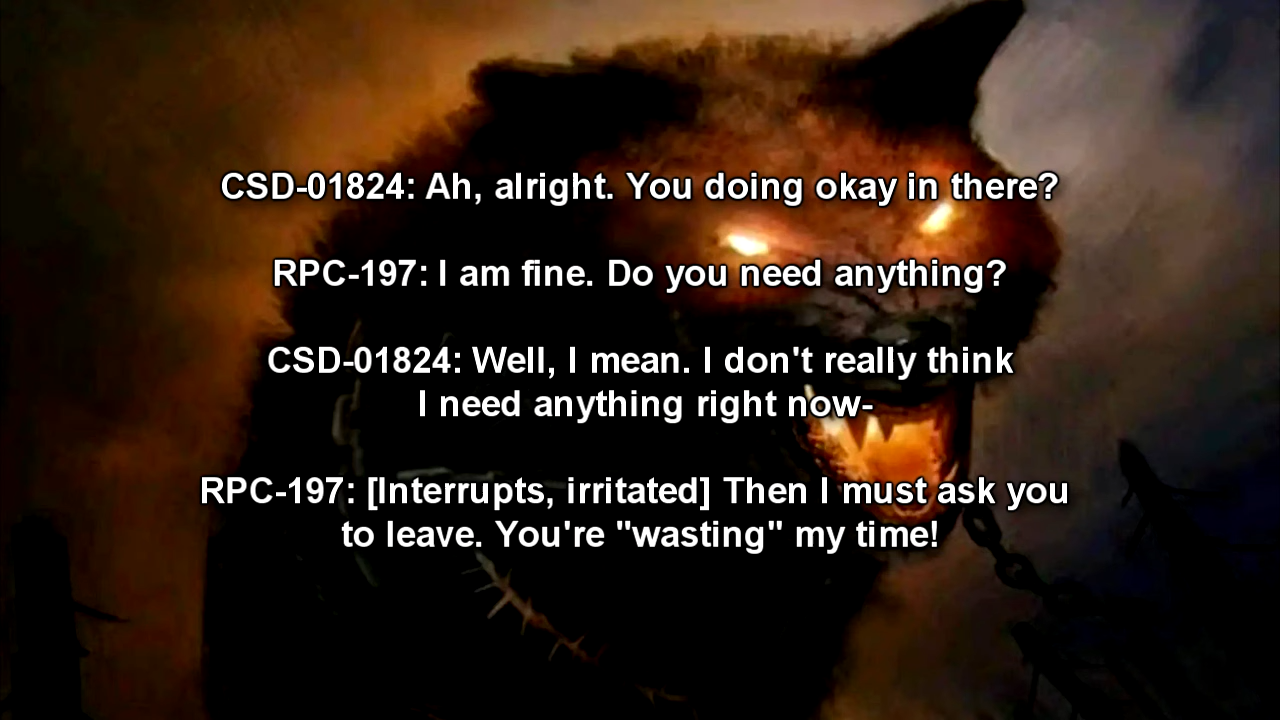 CSD-01824: Ah, alright. You doing okay in there?
RPC-197: I am fine. Do you need anything?
CSD-01824: Well, I mean. I don't really think
I need anything right now-
RPC-197: [Interrupts, irritated] Then I must ask you
to leave. You're "wasting" my time!